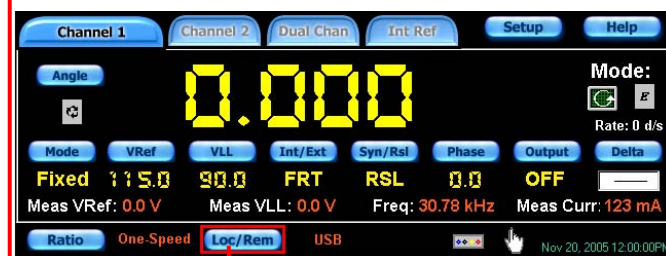 Channel 1 Channel 2 Dual Chan Int Ref Setup Help
Angle 0.000 Mode:
E
Rate: 0 d/s
Mode VRef VLL Int/Ext Syn/Rsl Phase Output Delta
Fixed 115.0 90.0 FRT RSL 0.0 OFF
Meas VRef: 0.0 V Meas VLL: 0.0 V Freq: 30.78 kHz Meas Curr: 123 mA
Ratio One-Speed Loc/Rem USB Nov 20, 2005 12:00:00PM